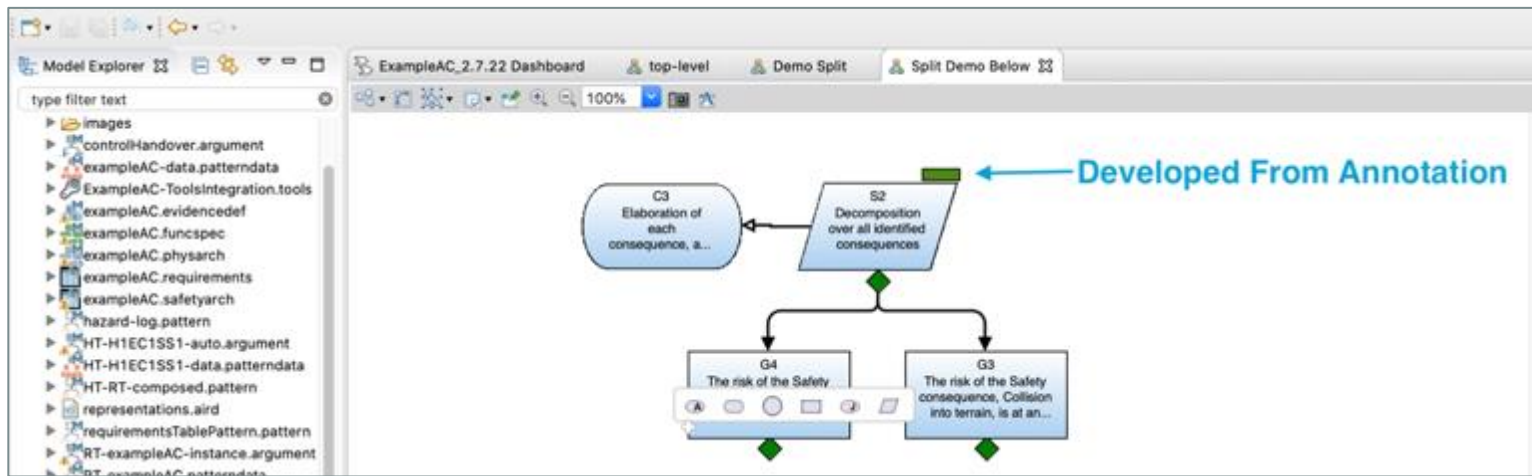 Model Explorer
ExampleAC_2.7.22 Dashboard
top-level
Demo Split
Split Demo Below
type filter text
100%
images
controlHandover.argument
exampleAC-data.patterndata
ExampleAC-ToolsIntegration.tools
exampleAC.evidencedef
exampleAC.funcspec
exampleAC.physarch
exampleAC.requirements
exampleAC.safetyarch
hazard-log.pattern
HT-H1EC1SS1-auto.argument
HT-H1EC1SS1-data.patterndata
HT-RT-composed.pattern
representations.aird
requirementsTablePattern.pattern
RT-exampleAC-instance.argument
RT-exampleAC.patterndata
Developed From Annotation
C3
Elaboration of
each
consequence, a...
S2
Decomposition
over all identified
consequences
G4
The risk of the Safety
A
J
G3
The risk of the Safety
consequence, Collision
into terrain, is at an...